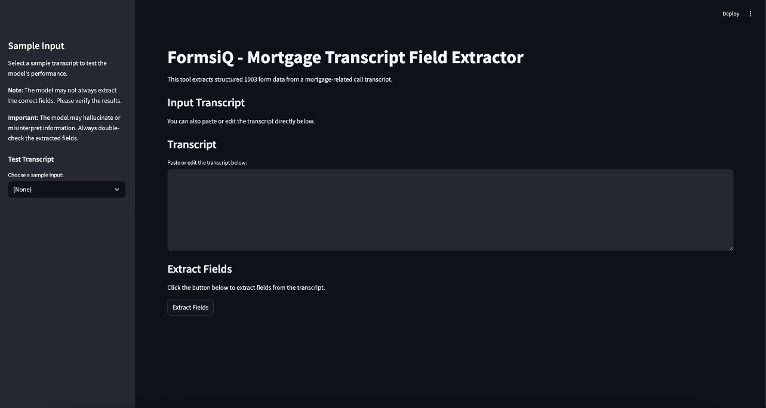 Deploy
Sample Input
Select a sample transcript to test the
model's performance.
Note: The model may not always extract
the correct fields. Please verify the results.
Important: The model may hallucinate or
misinterpret information. Always double-
check the extracted fields.
Test Transcript
Choose a sample input:
(None)
FormsiQ - Mortgage Transcript Field Extractor
This tool extracts structured 1003 form data from a mortgage-related call transcript.
Input Transcript
You can also paste or edit the transcript directly below.
Transcript
Paste or edit the transcript below:
Extract Fields
Click the button below to extract fields from the transcript.
Extract Fields